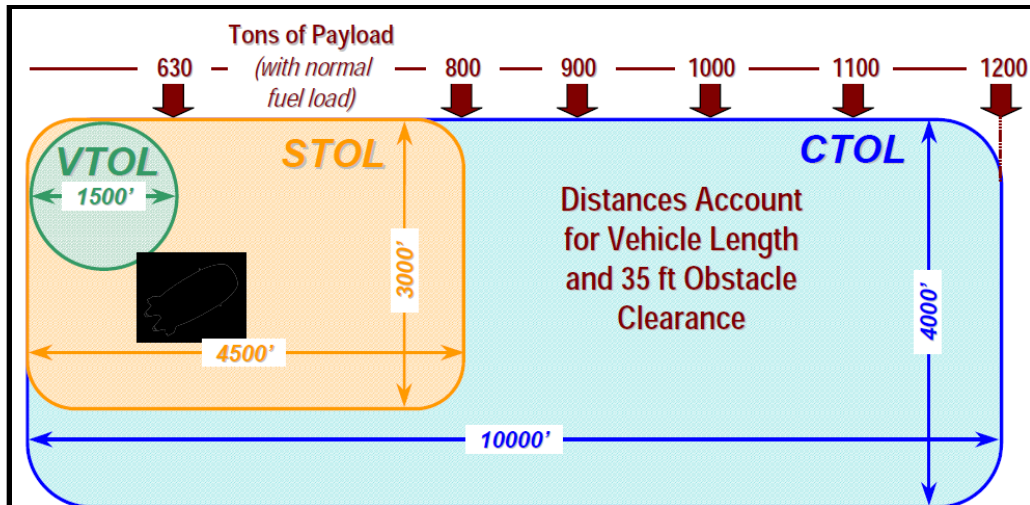 Tons of Payload
(with normal
fuel load)
630
800
900
1000
1100
1200
VTOL
1500'
STOL
3000'
4500'
CTOL
Distances Account
for Vehicle Length
and 35 ft Obstacle
Clearance
4000'
10000'